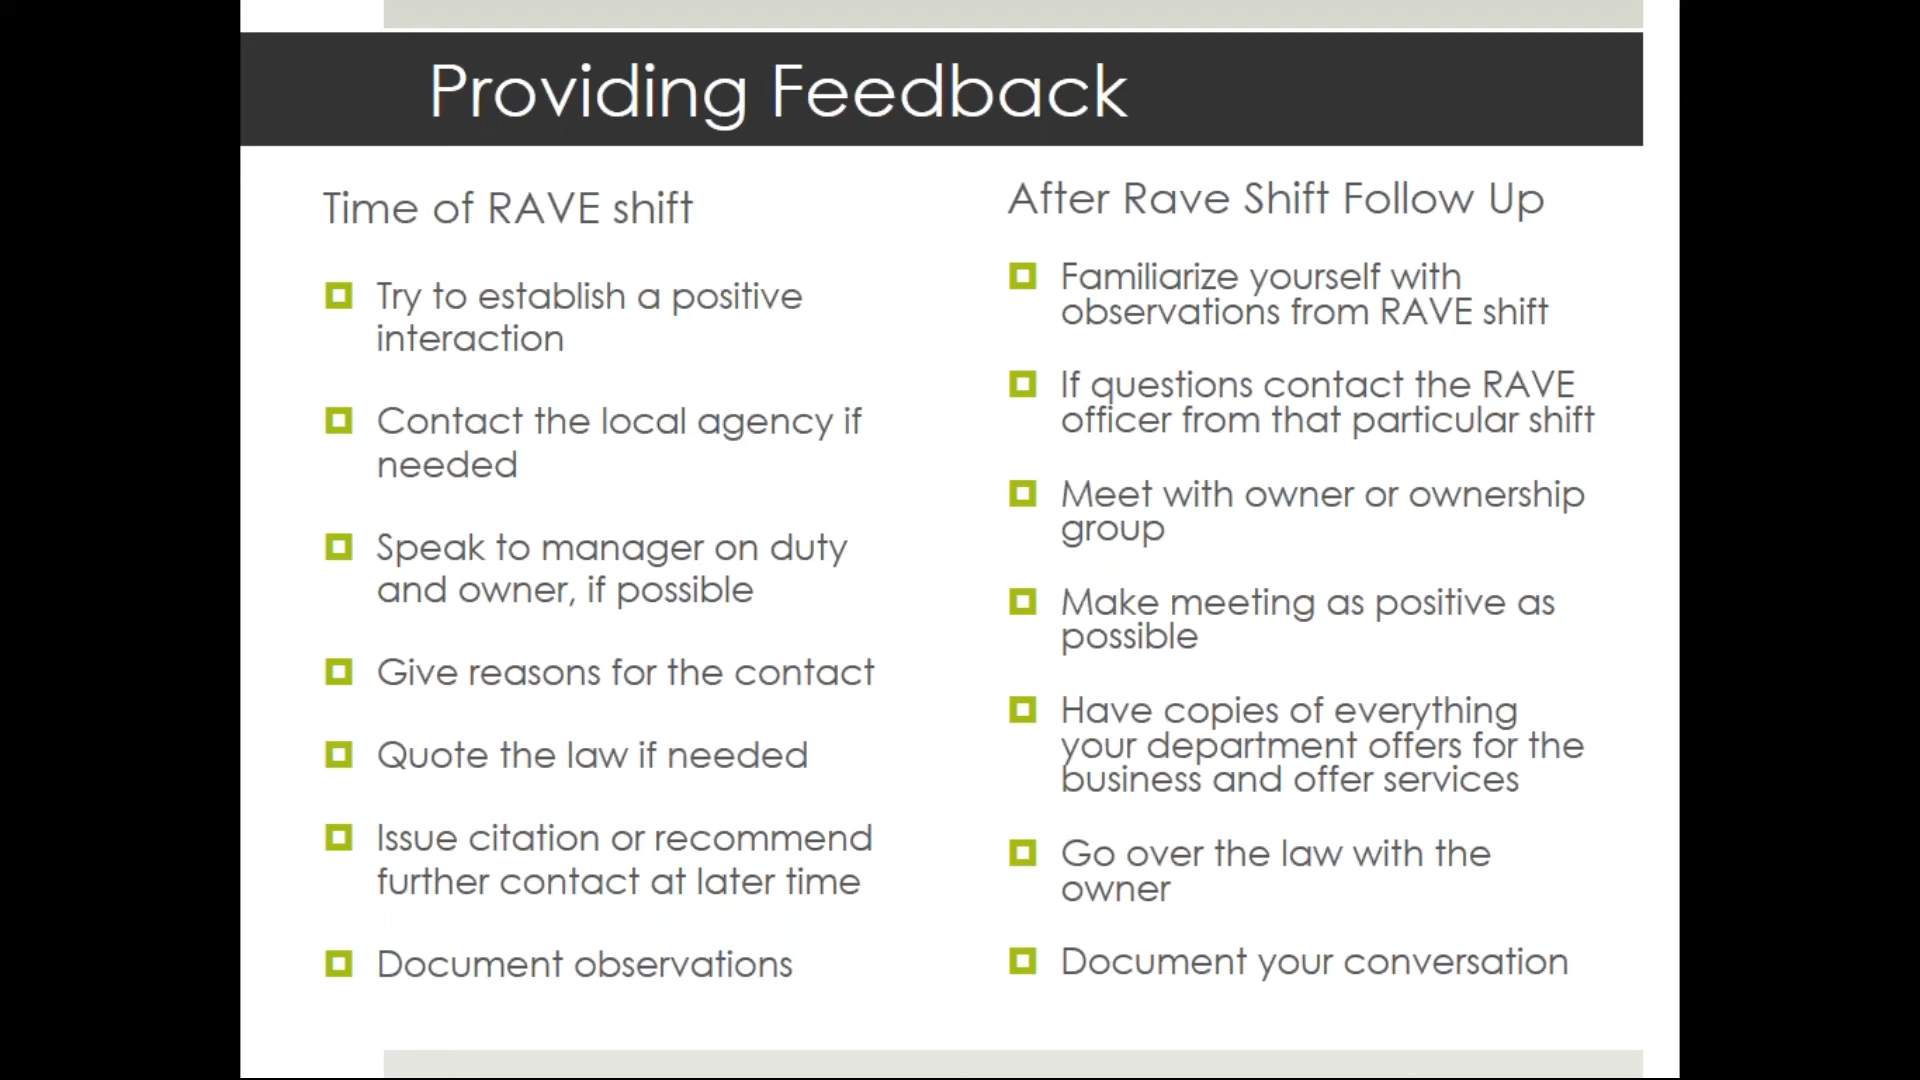 Providing Feedback
Time of RAVE shift
Try to establish a positive
interaction
Contact the local agency if
needed
Speak to manager on duty
and owner, if possible
Give reasons for the contact
Quote the law if needed
Issue citation or recommend
further contact at later time
Document observations
After Rave Shift Follow Up
Familiarize yourself with
observations from RAVE shift
If questions contact the RAVE
officer from that particular shift
Meet with owner or ownership
group
Make meeting as positive as
possible
Have copies of everything
your department offers for the
business and offer services
Go over the law with the
owner
Document your conversation